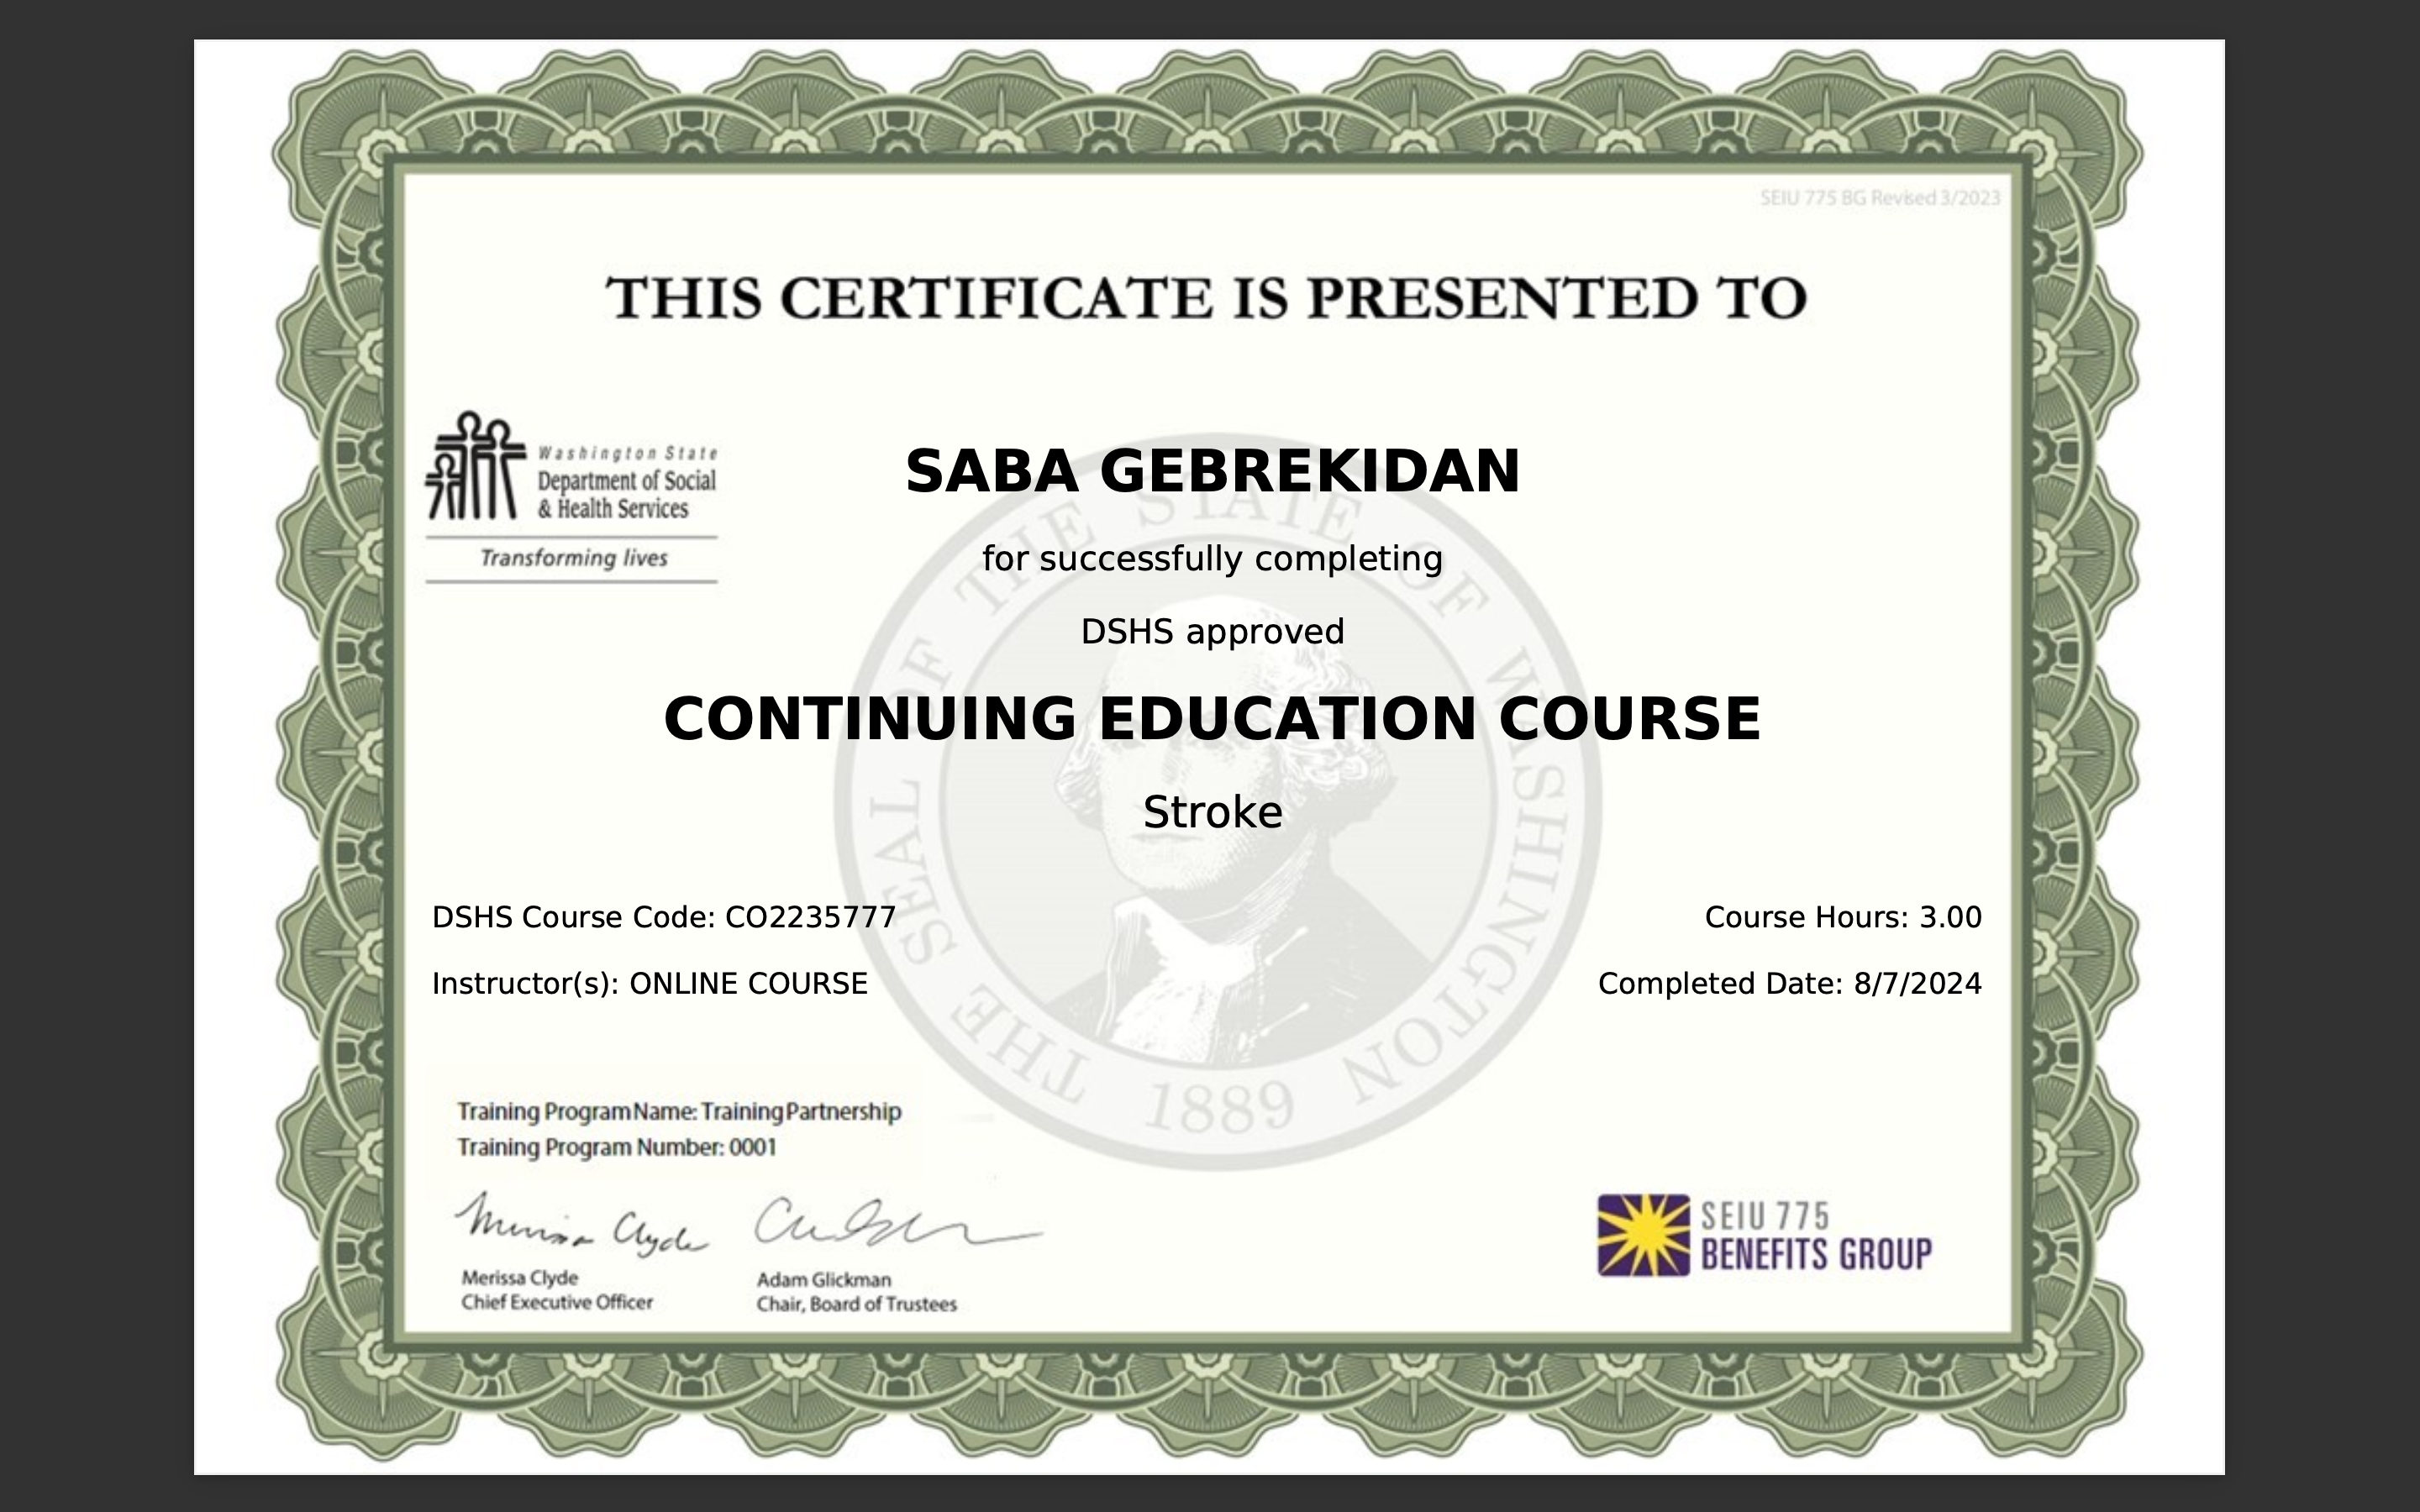 SEIU 775 BG Revised 3/2023
THIS CERTIFICATE IS PRESENTED TO
Washington State
Department of Social
& Health Services
Transforming lives
SABA GEBREKIDAN
for successfully completing
DSHS approved
CONTINUING EDUCATION COURSE
Stroke
DSHS Course Code: CO2235777
Course Hours: 3.00
Instructor(s): ONLINE COURSE
Completed Date: 8/7/2024
THE SEAL OF THE STATE OF WASHINGTON
1889
Training Program Name: Training Partnership
Training Program Number: 0001
Merissa Clyde
Merissa Clyde
Chief Executive Officer
Adam Glickman
Chair, Board of Trustees
SEIU 775
BENEFITS GROUP